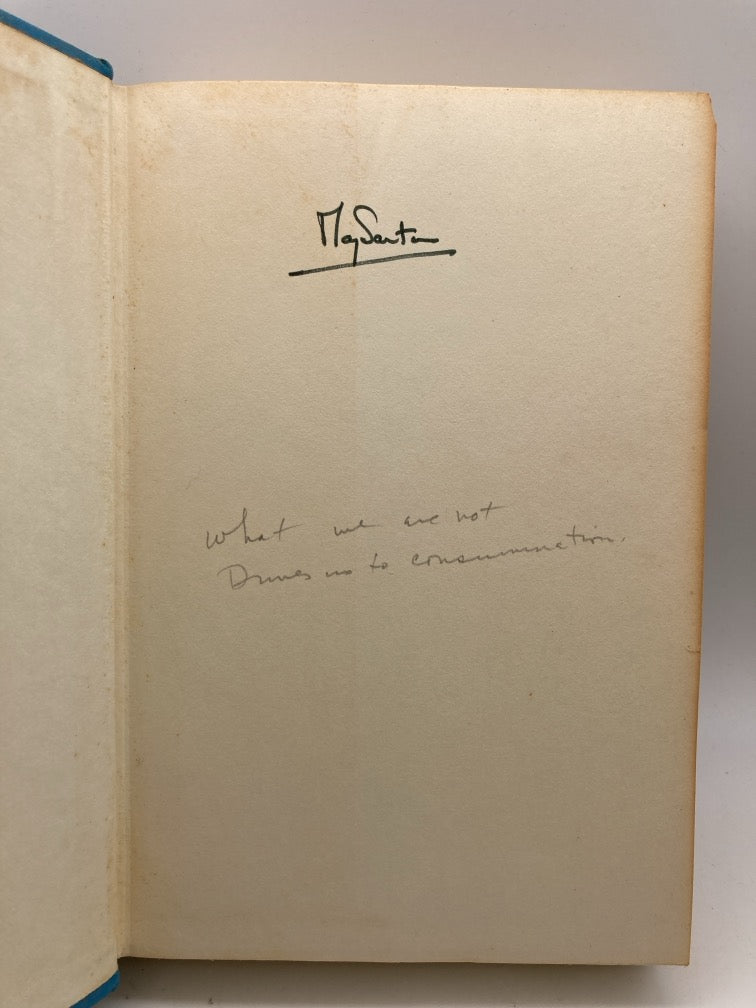 May Sarton
What we are not
Drives us to consummation.